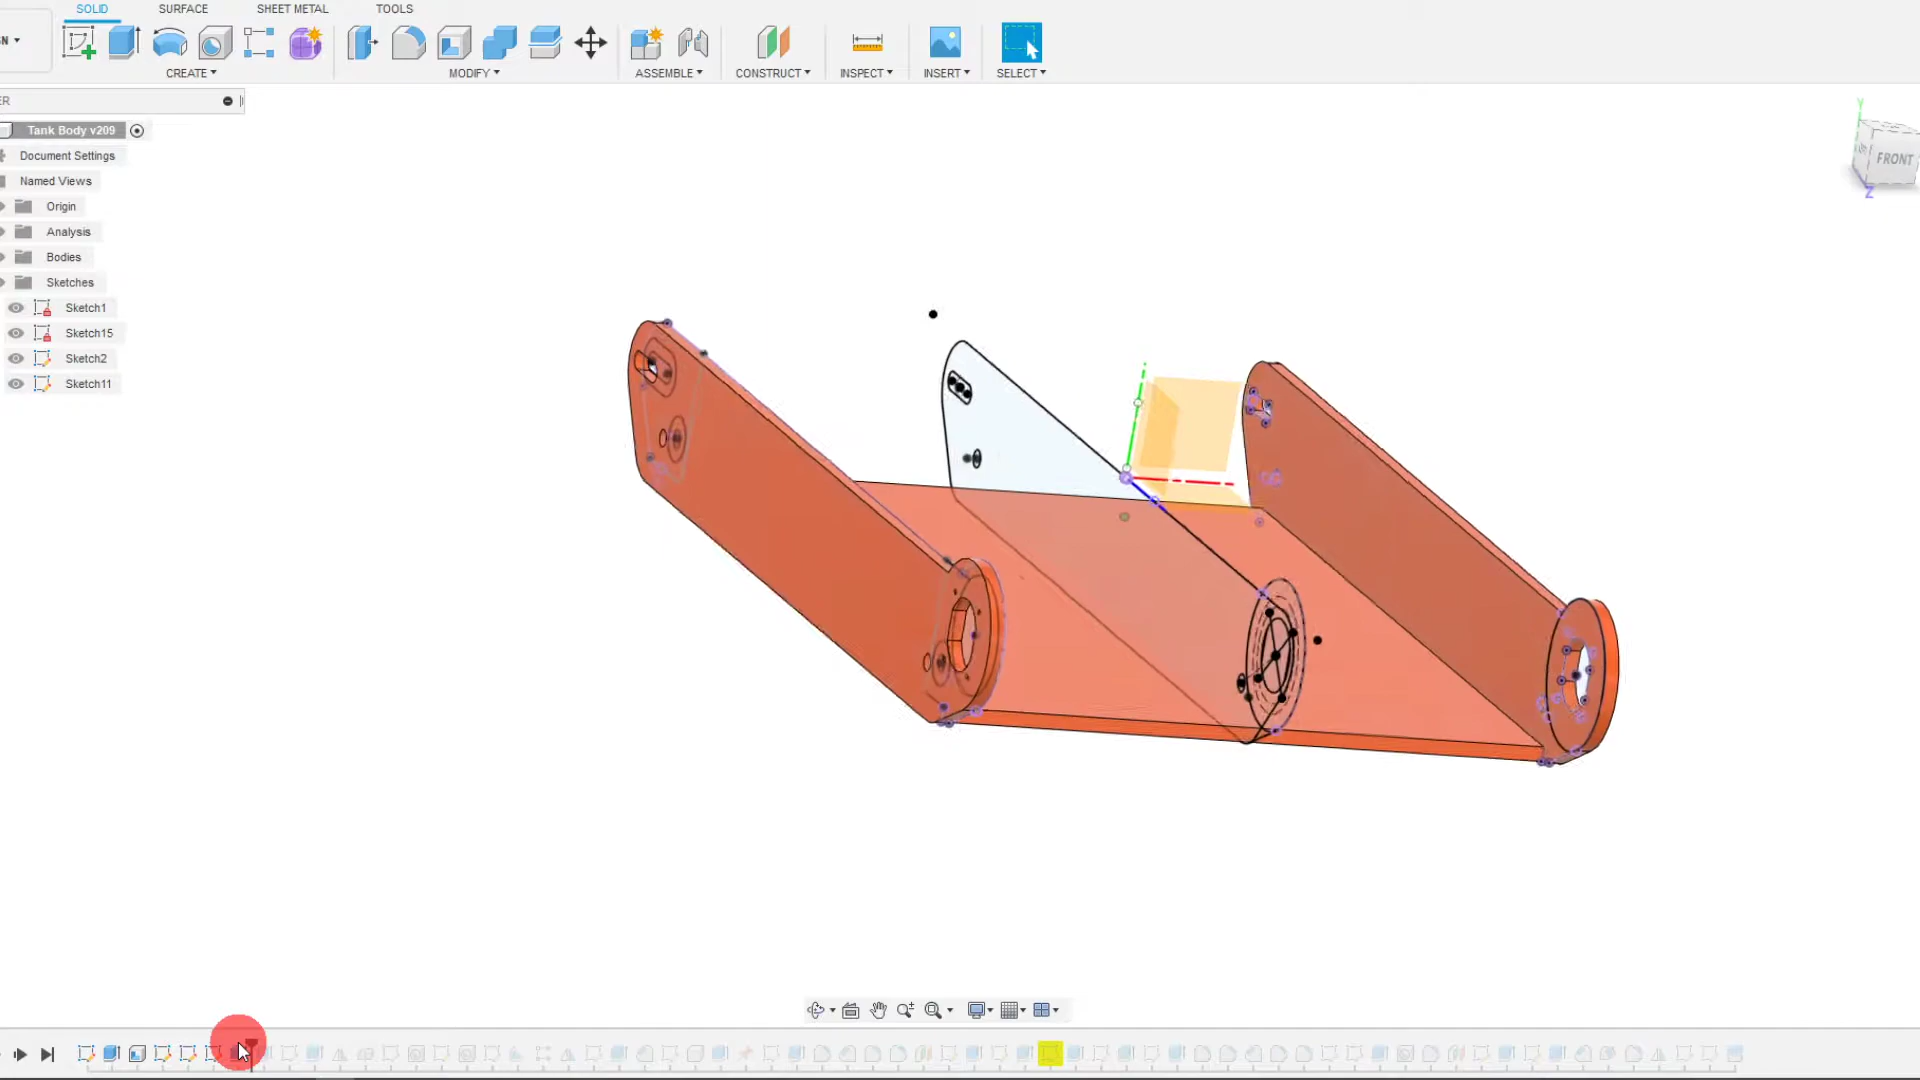 SOLID SURFACE SHEET METAL TOOLS
N
CREATE MODIFY ASSEMBLE CONSTRUCT INSPECT INSERT SELECT
ER
Tank Body v209
Document Settings
Named Views
Origin
Analysis
Bodies
Sketches
Sketch1
Sketch15
Sketch2
Sketch11
Y
FRONT
Z